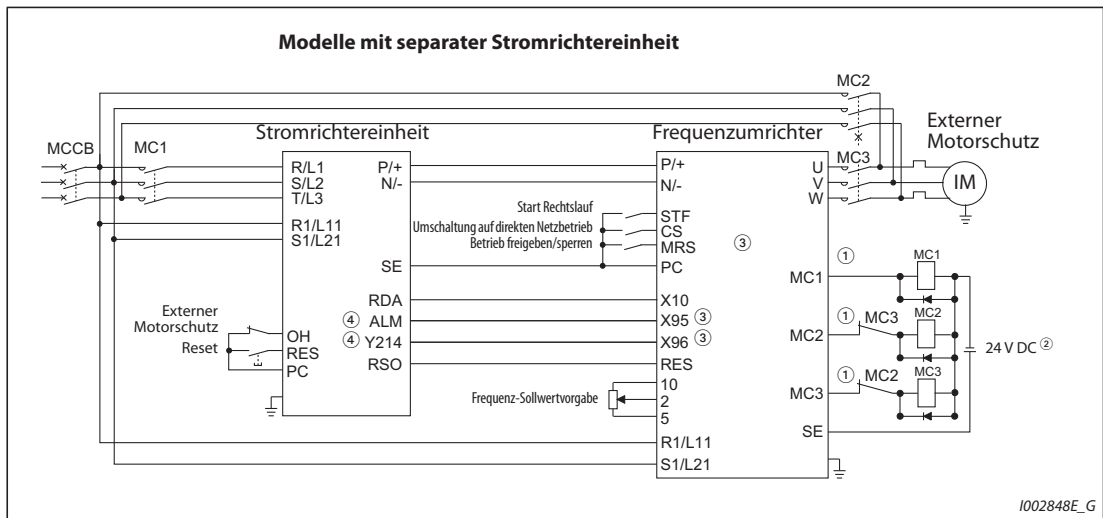 Modelle mit separater Stromrichtereinheit
MC2
Stromrichtereinheit
Frequenzumrichter
Externer
Motorschutz
MCCB
MC1
R/L1
S/L2
T/L3
R1/L11
S1/L21
P/+
N/-
SE
RDA
④ ALM
④ Y214
RSO
Externer
Motorschutz
Reset
OH
RES
PC
P/+
N/-
Start Rechtslauf
Umschaltung auf direkten Netzbetrieb
Betrieb freigeben/sperren
STF
CS
MRS
PC
X10
X95 ③
X96 ③
RES
Frequenz-Sollwertvorgabe
10
2
5
R1/L11
S1/L21
③
U
V
W
MC3
IM
MC1
①
MC1
MC2
① MC3
MC2
MC3
① MC2
MC3
SE
24 V DC ②
I002848E_G